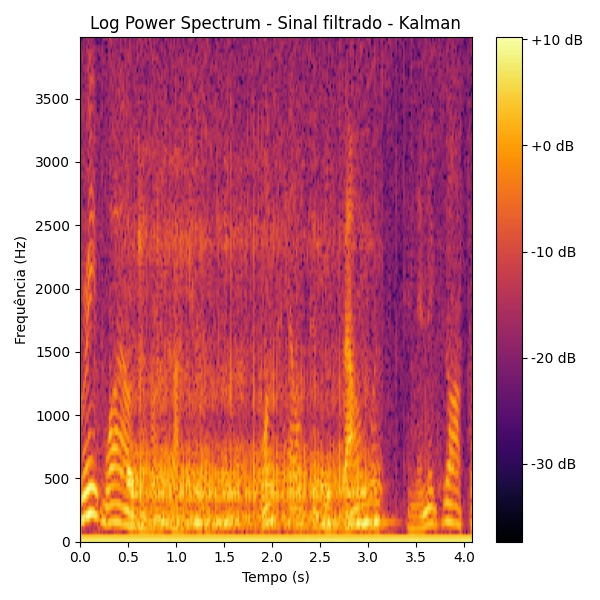 Log Power Spectrum - Sinal filtrado - Kalman
Frequência (Hz)
3500
3000
2500
2000
1500
1000
500
0
0.0 0.5 1.0 1.5 2.0 2.5 3.0 3.5 4.0
Tempo (s)
+10 dB
+0 dB
-10 dB
-20 dB
-30 dB